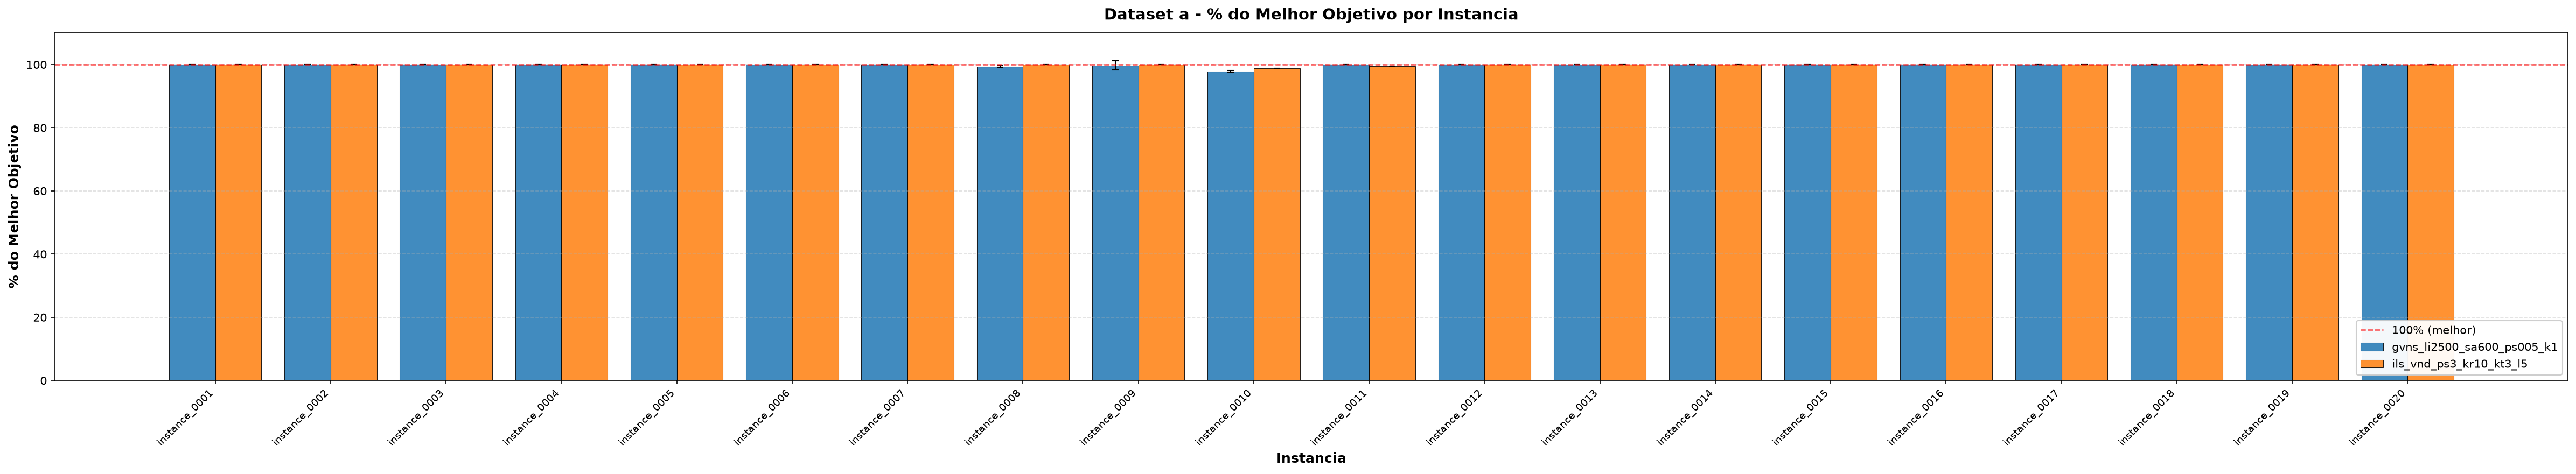 Dataset a - % do Melhor Objetivo por Instancia
% do Melhor Objetivo
100
80
60
40
20
0
100% (melhor)
gvns_li2500_sa600_ps005_k1
ils_vnd_ps3_kr10_kt3_l5
instance_0001
instance_0002
instance_0003
instance_0004
instance_0005
instance_0006
instance_0007
instance_0008
instance_0009
instance_0010
instance_0011
instance_0012
instance_0013
instance_0014
instance_0015
instance_0016
instance_0017
instance_0018
instance_0019
instance_0020
Instancia